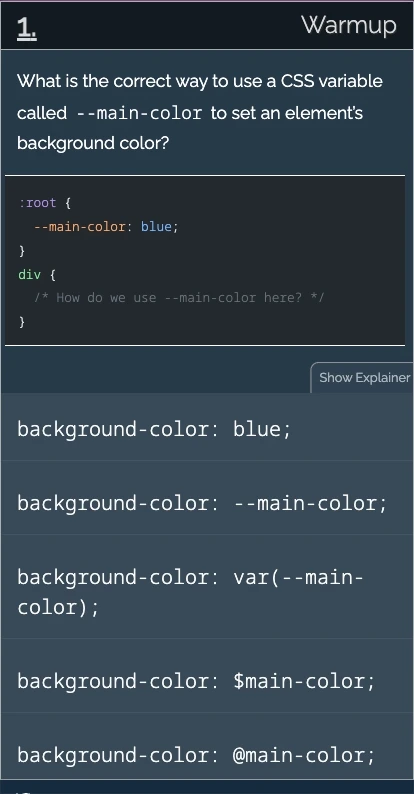 1.
Warmup
What is the correct way to use a CSS variable
called --main-color to set an element's
background color?
:root {
  --main-color: blue;
}
div {
  /* How do we use --main-color here? */
}
Show Explainer
background-color: blue;
background-color: --main-color;
background-color: var(--main-
color);
background-color: $main-color;
background-color: @main-color;